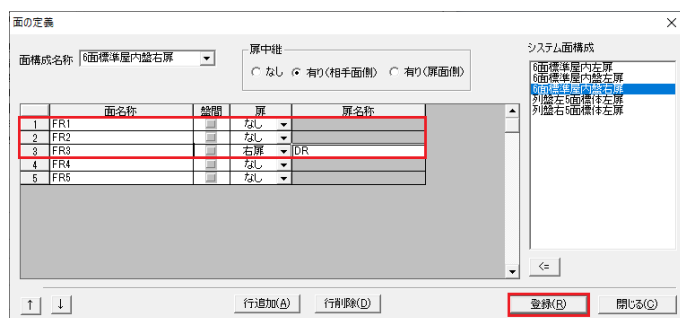 面の定義
面構成名称 6面標準屋内盤右扉
扉中継
なし 有り(相手面側) 有り(扉面側)
システム面構成
6面標準屋内左扉
6面標準屋内盤左扉
6面標準屋内盤右扉
列盤左5面標体左扉
列盤右5面標体左扉
面名称 盤間 扉 扉名称
1 FR1 なし
2 FR2 なし
3 FR3 右扉 DR
4 FR4 なし
5 FR5 なし
<=
↑ ↓ 行追加(A) 行削除(D) 登録(R) 閉じる(C)